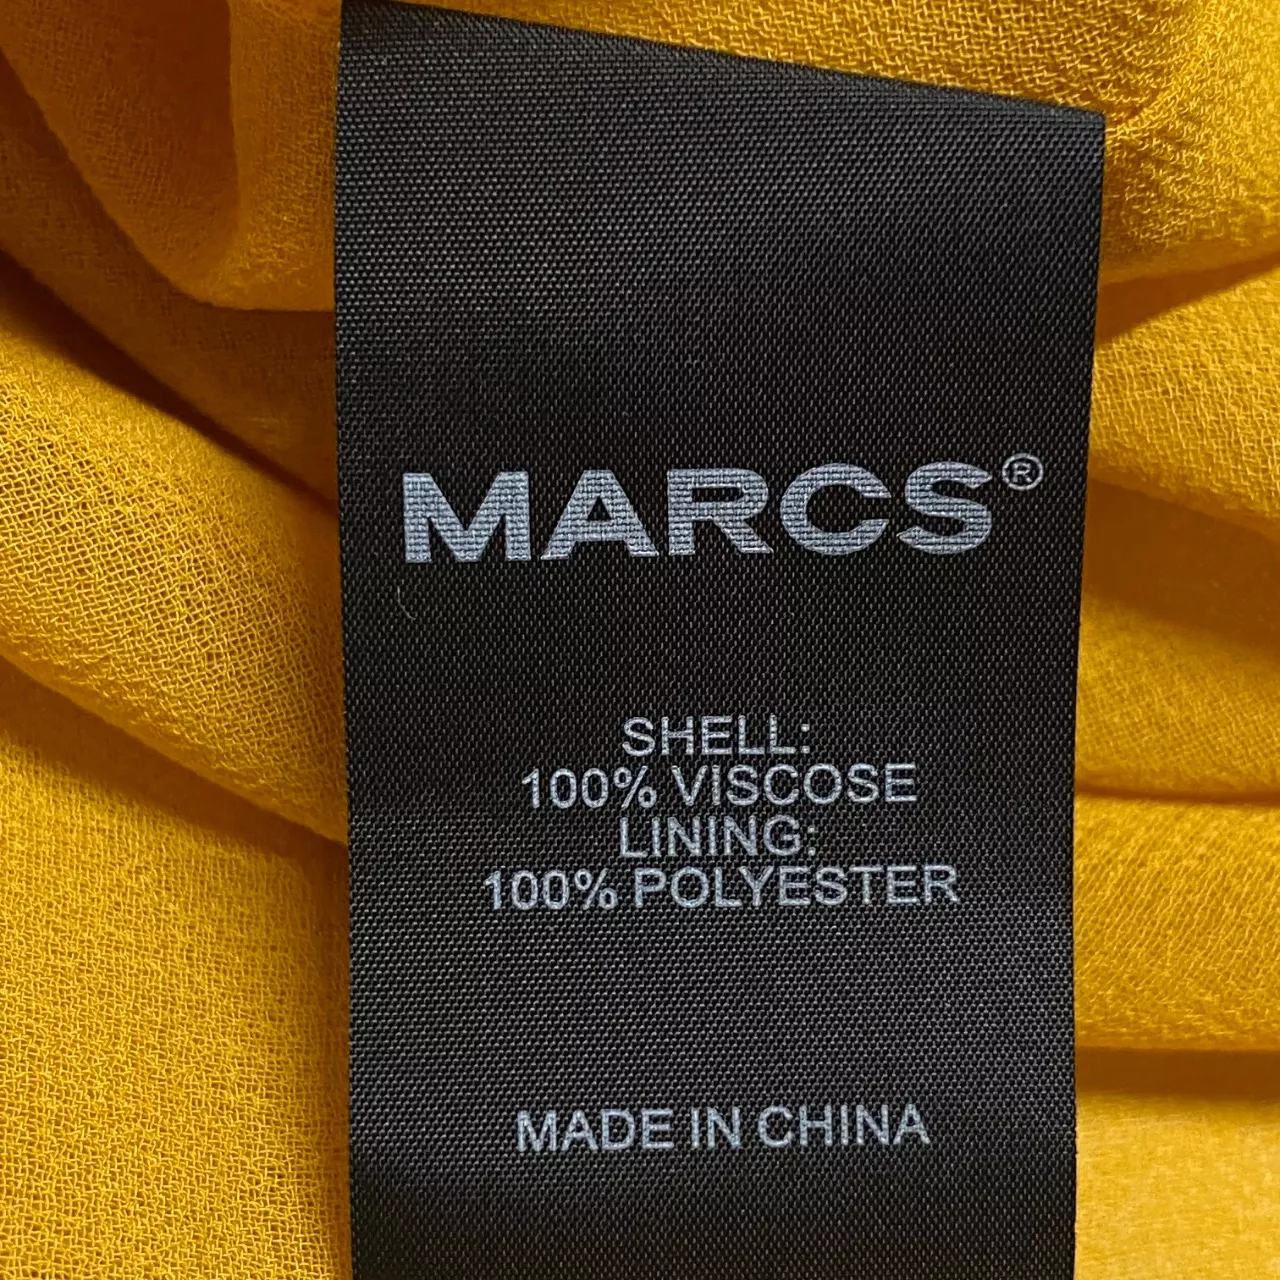 MARCS®
SHELL:
100% VISCOSE
LINING:
100% POLYESTER
MADE IN CHINA